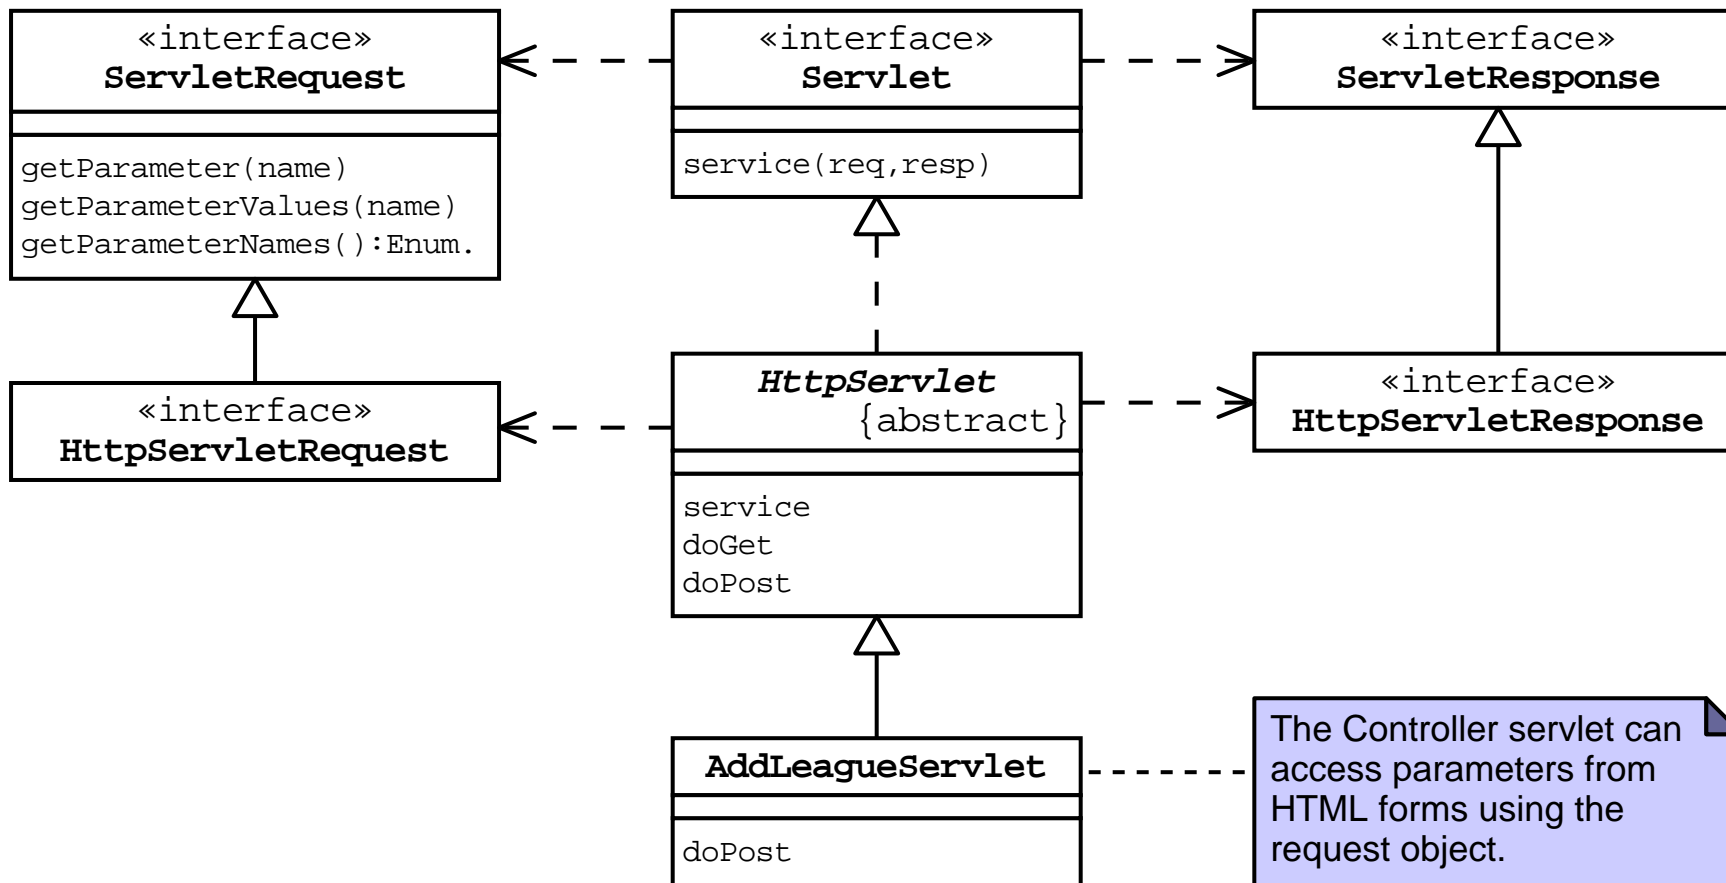 «interface»
ServletRequest
getParameter(name)
getParameterValues(name)
getParameterNames():Enum.
«interface»
Servlet
service(req,resp)
«interface»
ServletResponse
«interface»
HttpServletRequest
HttpServlet
{abstract}
service
doGet
doPost
«interface»
HttpServletResponse
AddLeagueServlet
doPost
The Controller servlet can
access parameters from
HTML forms using the
request object.